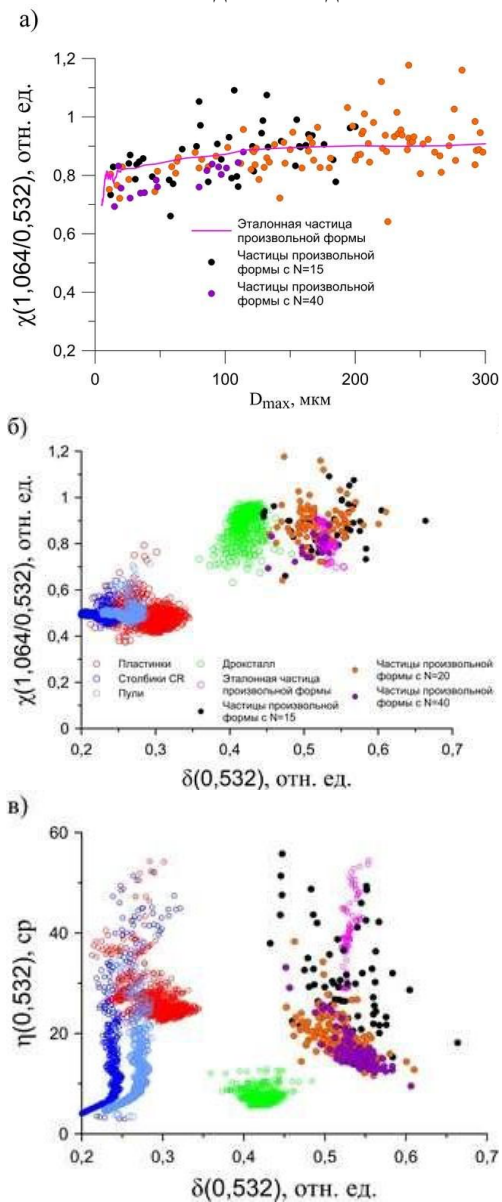 а)
1,2
1
0,8
0,6
0,4
0,2
χ(1,064/0,532), отн. ед.
Эталонная частица
произвольной формы
Частицы произвольной
формы с N=15
Частицы произвольной
формы с N=40
0 100 200 300
Dmax, мкм
б)
1,2
1
0,8
0,6
0,4
0,2
0
χ(1,064/0,532), отн. ед.
Пластинки
Столбики CR
Пули
Дроксталл
Эталонная частица
произвольной формы
Частицы произвольной
формы с N=15
Частицы произвольной
формы с N=20
Частицы произвольной
формы с N=40
0,2 0,3 0,4 0,5 0,6 0,7
δ(0,532), отн. ед.
в)
60
40
20
0
η(0,532), ср
0,2 0,3 0,4 0,5 0,6 0,7
δ(0,532), отн. ед.